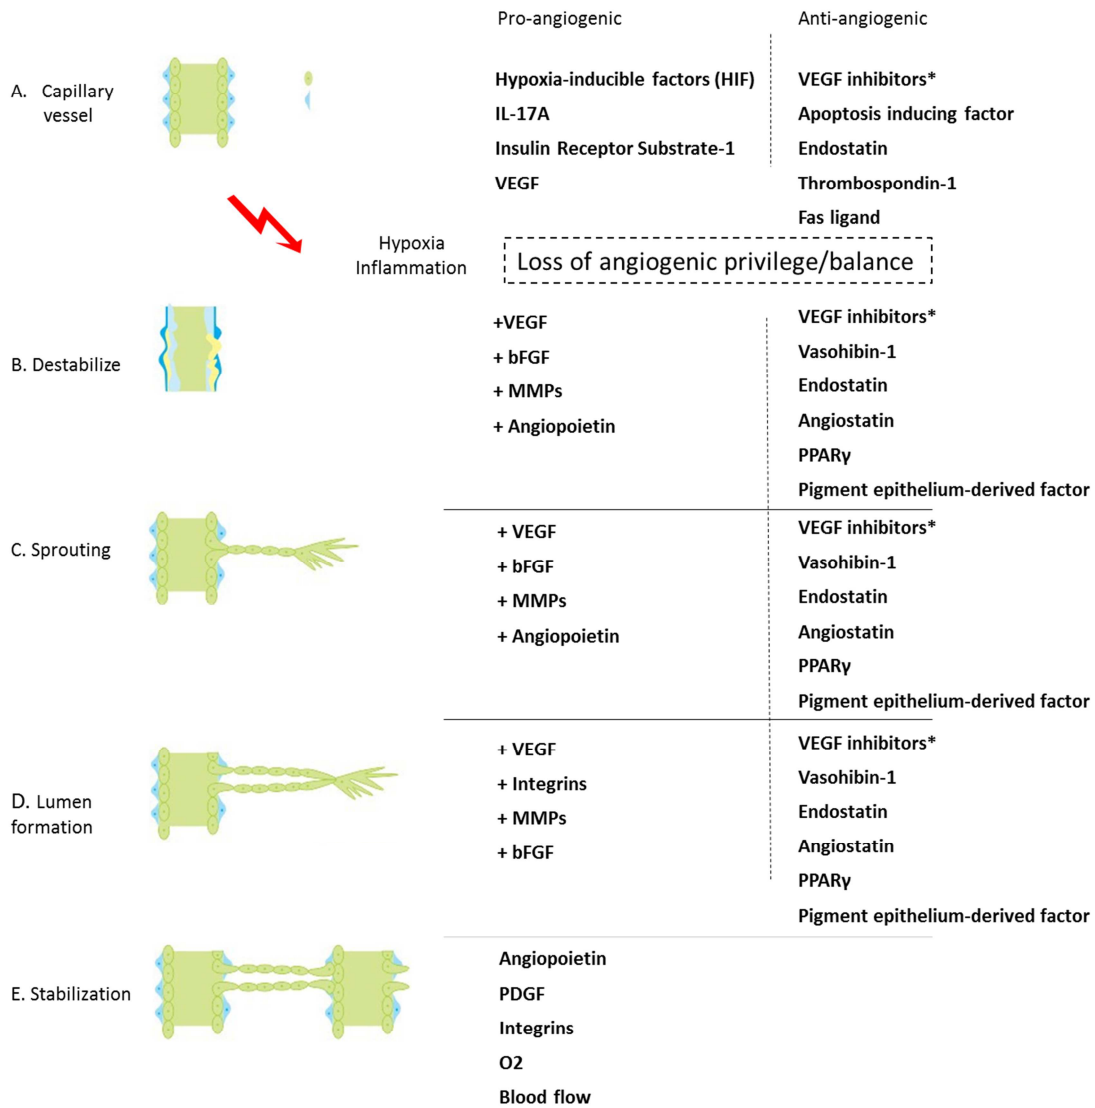 Pro-angiogenic
Anti-angiogenic
A. Capillary
vessel
Hypoxia-inducible factors (HIF)
IL-17A
Insulin Receptor Substrate-1
VEGF
VEGF inhibitors*
Apoptosis inducing factor
Endostatin
Thrombospondin-1
Fas ligand
Hypoxia
Inflammation
Loss of angiogenic privilege/balance
B. Destabilize
+VEGF
+ bFGF
+ MMPs
+ Angiopoietin
VEGF inhibitors*
Vasohibin-1
Endostatin
Angiostatin
PPARγ
Pigment epithelium-derived factor
C. Sprouting
+ VEGF
+ bFGF
+ MMPs
+ Angiopoietin
VEGF inhibitors*
Vasohibin-1
Endostatin
Angiostatin
PPARγ
Pigment epithelium-derived factor
D. Lumen
formation
+ VEGF
+ Integrins
+ MMPs
+ bFGF
VEGF inhibitors*
Vasohibin-1
Endostatin
Angiostatin
PPARγ
Pigment epithelium-derived factor
E. Stabilization
Angiopoietin
PDGF
Integrins
O2
Blood flow